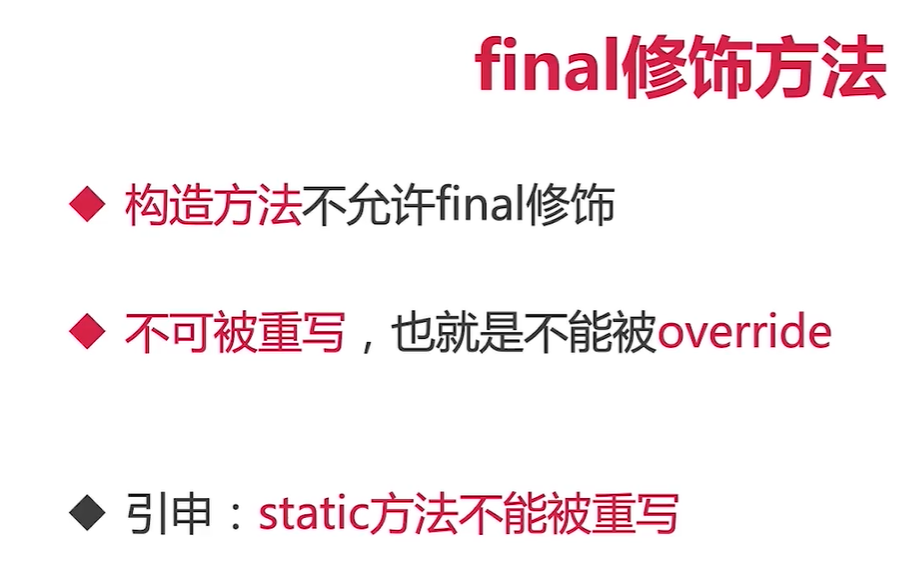 final修饰方法
构造方法不允许final修饰
不可被重写，也就是不能被override
引申：static方法不能被重写